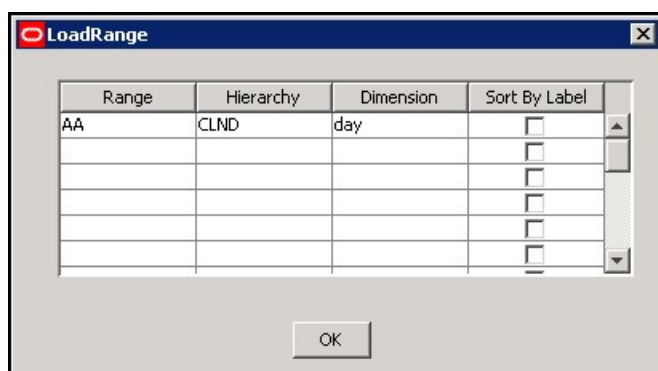 LoadRange
Range Hierarchy Dimension Sort By Label
AA CLND day
OK